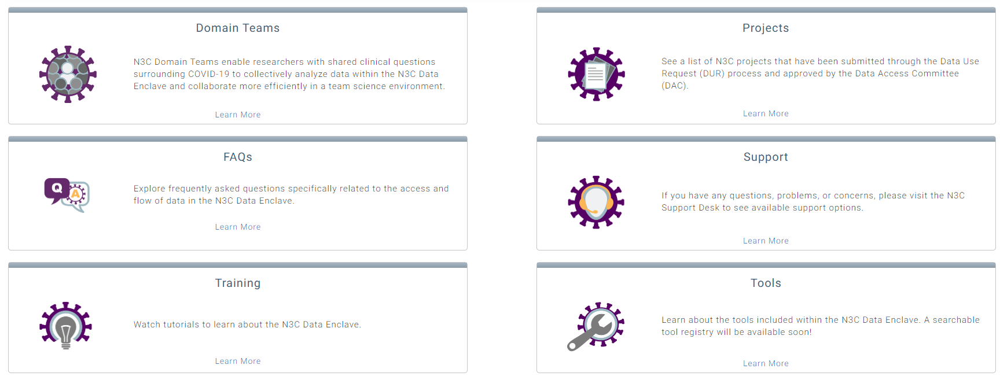 Domain Teams
N3C Domain Teams enable researchers with shared clinical questions
surrounding COVID-19 to collectively analyze data within the N3C Data
Enclave and collaborate more efficiently in a team science environment.
Learn More
Projects
See a list of N3C projects that have been submitted through the Data Use
Request (DUR) process and approved by the Data Access Committee
(DAC).
Learn More
FAQs
Q
A
Explore frequently asked questions specifically related to the access and
flow of data in the N3C Data Enclave.
Learn More
Support
If you have any questions, problems, or concerns, please visit the N3C
Support Desk to see available support options.
Learn More
Training
Watch tutorials to learn about the N3C Data Enclave.
Learn More
Tools
Learn about the tools included within the N3C Data Enclave. A searchable
tool registry will be available soon!
Learn More